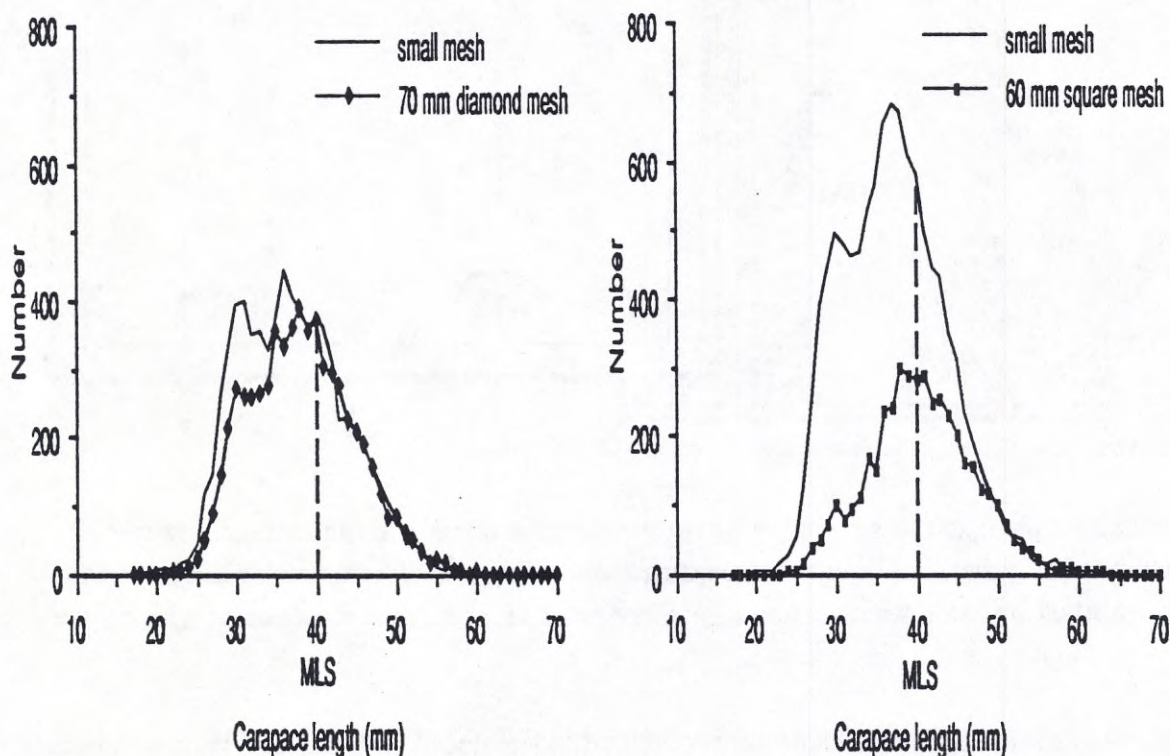 800
600
400
200
0
Number
small mesh
70 mm diamond mesh
10 20 30 40 50 60 70
MLS
Carapace length (mm)
800
600
400
200
0
Number
small mesh
60 mm square mesh
10 20 30 40 50 60 70
MLS
Carapace length (mm)